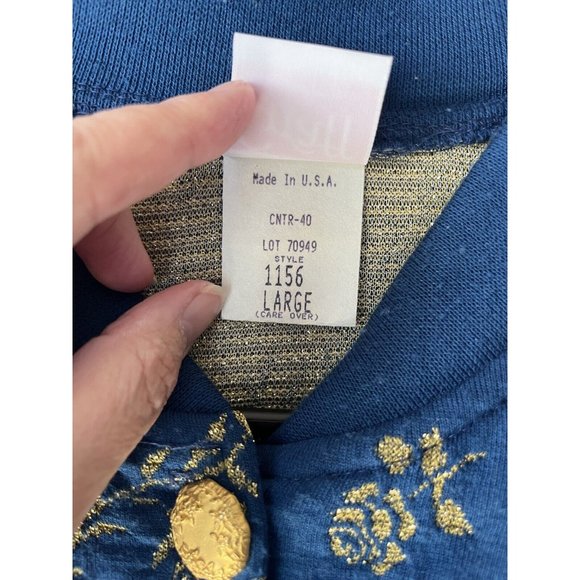 Made In U.S.A.
CNTR-40
LOT 70949
STYLE
1156
LARGE
(CARE OVER)